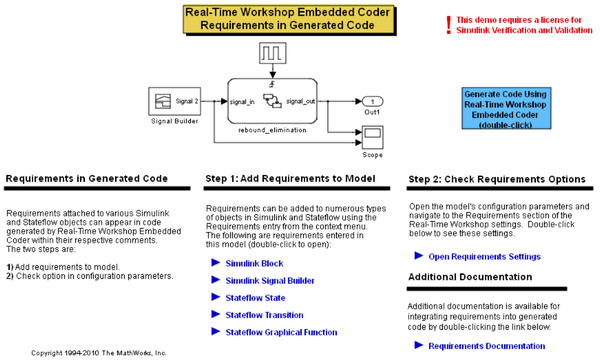 Real-Time Workshop Embedded Coder
Requirements in Generated Code
! This demo requires a license for
Simulink Verification and Validation
Signal 2
Signal Builder
signal_in
signal_out
rebound_elimination
1
Out1
Scope
Generate Code Using
Real-Time Workshop
Embedded Coder
(double-click)
Requirements in Generated Code
Requirements attached to various Simulink
and Stateflow objects can appear in code
generated by Real-Time Workshop Embedded
Coder within their respective comments.
The two steps are:
1) Add requirements to model.
2) Check option in configuration parameters.
Step 1: Add Requirements to Model
Requirements can be added to numerous types
of objects in Simulink and Stateflow using the
Requirements entry from the context menu.
The following are requirements entered in
this model (double-click to open):
Simulink Block
Simulink Signal Builder
Stateflow State
Stateflow Transition
Stateflow Graphical Function
Step 2: Check Requirements Options
Open the model's configuration parameters and
navigate to the Requirements section of the
Real-Time Workshop settings. Double-click
below to see these settings.
Open Requirements Settings
Additional Documentation
Additional documentation is available for
integrating requirements into generated
code by double-clicking the link below.
Requirements Documentation
Copyright 1994-2010 The MathWorks, Inc.